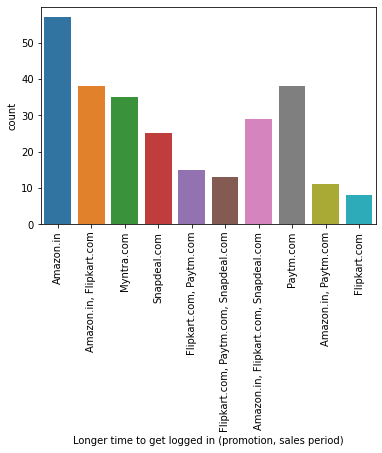 50
40
30
20
10
0
count
Amazon.in
Amazon.in, Flipkart.com
Myntra.com
Snapdeal.com
Flipkart.com, Paytm.com
Flipkart.com, Paytm.com, Snapdeal.com
Amazon.in, Flipkart.com, Snapdeal.com
Paytm.com
Amazon.in, Paytm.com
Flipkart.com
Longer time to get logged in (promotion, sales period)